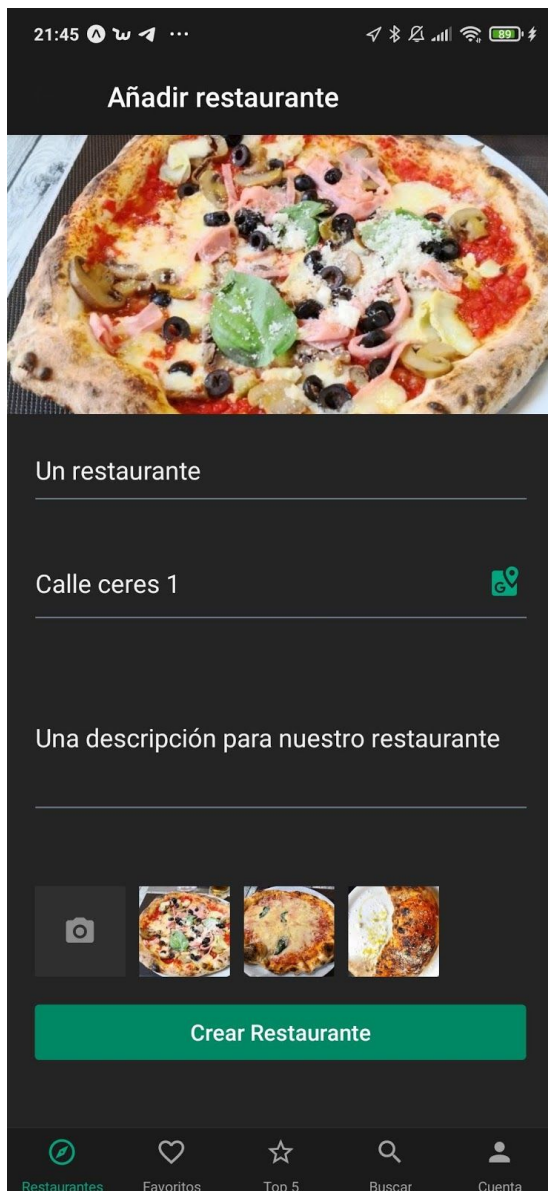 21:45
89
Añadir restaurante
Un restaurante
Calle ceres 1
G
Una descripción para nuestro restaurante
Crear Restaurante
Restaurantes Favoritos Top 5 Buscar Cuenta